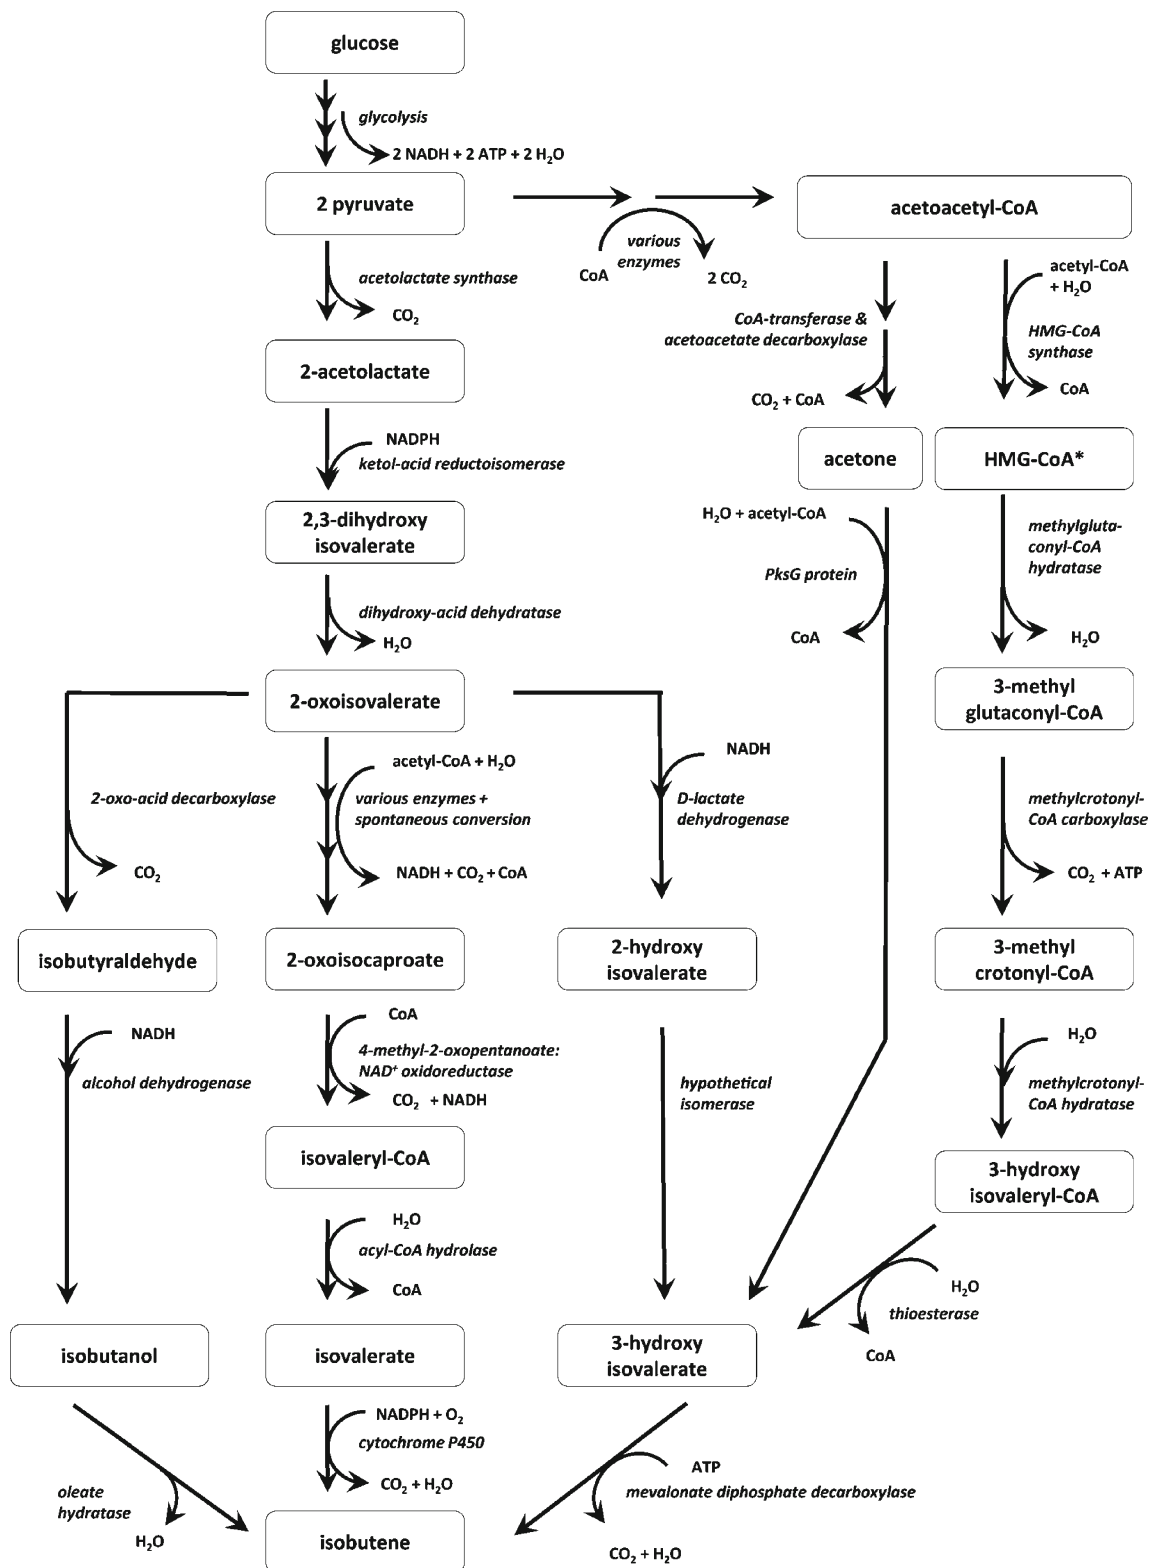 glucose
glycolysis
2 NADH + 2 ATP + 2 H₂O
2 pyruvate
acetoacetyl-CoA
various
enzymes
CoA
2 CO₂
acetolactate synthase
CO₂
acetyl-CoA
+ H₂O
CoA-transferase &
acetoacetate decarboxylase
HMG-CoA
synthase
2-acetolactate
CO₂ + CoA
CoA
NADPH
ketol-acid reductoisomerase
acetone
HMG-CoA*
2,3-dihydroxy
isovalerate
H₂O + acetyl-CoA
PksG protein
CoA
methylgluta-
conyl-CoA
hydratase
H₂O
dihydroxy-acid dehydratase
H₂O
2-oxoisovalerate
3-methyl
glutaconyl-CoA
2-oxo-acid decarboxylase
CO₂
acetyl-CoA + H₂O
various enzymes +
spontaneous conversion
NADH + CO₂ + CoA
NADH
D-lactate
dehydrogenase
methylcrotonyl-
CoA carboxylase
CO₂ + ATP
isobutyraldehyde
2-oxoisocaproate
2-hydroxy
isovalerate
3-methyl
crotonyl-CoA
NADH
alcohol dehydrogenase
CoA
4-methyl-2-oxopentanoate:
NAD⁺ oxidoreductase
CO₂ + NADH
hypothetical
isomerase
H₂O
methylcrotonyl-
CoA hydratase
isovaleryl-CoA
3-hydroxy
isovaleryl-CoA
H₂O
acyl-CoA hydrolase
CoA
H₂O
thioesterase
CoA
isobutanol
isovalerate
3-hydroxy
isovalerate
oleate
hydratase
H₂O
NADPH + O₂
cytochrome P450
CO₂ + H₂O
ATP
mevalonate diphosphate decarboxylase
CO₂ + H₂O
isobutene